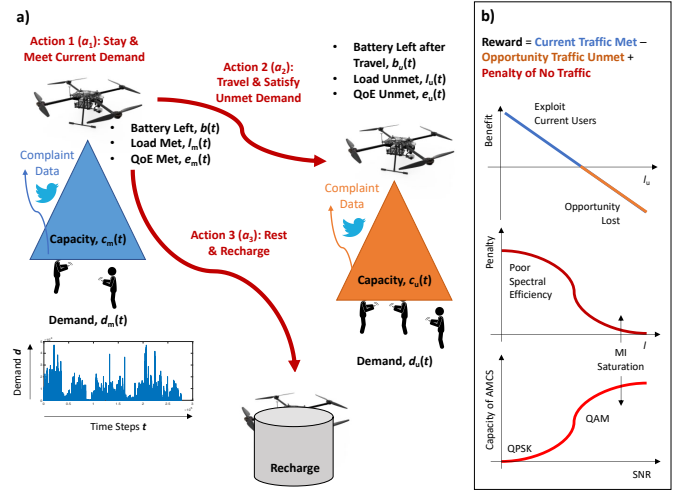 a)
Action 1 (a₁): Stay &
Meet Current Demand
Action 2 (a₂):
Travel & Satisfy
Unmet Demand
• Battery Left after
Travel, bᵤ(t)
• Load Unmet, lᵤ(t)
• QoE Unmet, eᵤ(t)
• Battery Left, b(t)
• Load Met, lₘ(t)
• QoE Met, eₘ(t)
Complaint
Data
Capacity, cₘ(t)
Demand, dₘ(t)
Action 3 (a₃): Rest
& Recharge
Complaint
Data
Capacity, cᵤ(t)
Demand, dᵤ(t)
Demand d
Time Steps t
Recharge
b)
Reward = Current Traffic Met –
Opportunity Traffic Unmet +
Penalty of No Traffic
Benefit
Exploit
Current Users
lᵤ
Opportunity
Lost
Penalty
Poor
Spectral
Efficiency
l
MI
Saturation
Capacity of AMCS
QPSK
QAM
SNR